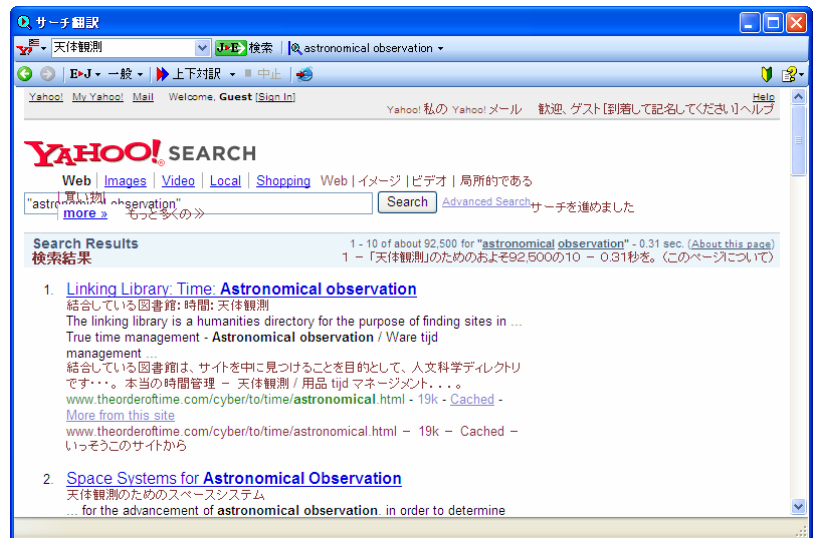 サーチ翻訳
天体観測 J▸E 検索 astronomical observation
E▸J 一般 上下対訳 中止
Yahoo! My Yahoo! Mail Welcome, Guest [Sign In] Help
Yahoo! 私の Yahoo! メール 歓迎、ゲスト[到着して記名してください]ヘルプ
YAHOO! SEARCH
Web | Images | Video | Local | Shopping Web | イメージ | ビデオ | 局所的である
| 買い物|
"astronomical observation" Search Advanced Search サーチを進めました
more » もっと多くの≫
Search Results 1 - 10 of about 92,500 for "astronomical observation" - 0.31 sec. (About this page)
検索結果 1 － 「天体観測」のためのおよそ92,500の10 － 0.31秒を。(このページについて)
1. Linking Library: Time: Astronomical observation
結合している図書館: 時間: 天体観測
The linking library is a humanities directory for the purpose of finding sites in ...
True time management - Astronomical observation / Ware tijd
management ...
結合している図書館は、サイトを中に見つけることを目的として、人文科学ディレクトリ
です・・・。本当の時間管理 － 天体観測 / 用品 tijd マネージメント．．．。
www.theorderoftime.com/cyber/to/time/astronomical.html - 19k - Cached -
More from this site
www.theorderoftime.com/cyber/to/time/astronomical.html － 19k － Cached －
いっそうこのサイトから
2. Space Systems for Astronomical Observation
天体観測のためのスペースシステム
... for the advancement of astronomical observation. in order to determine